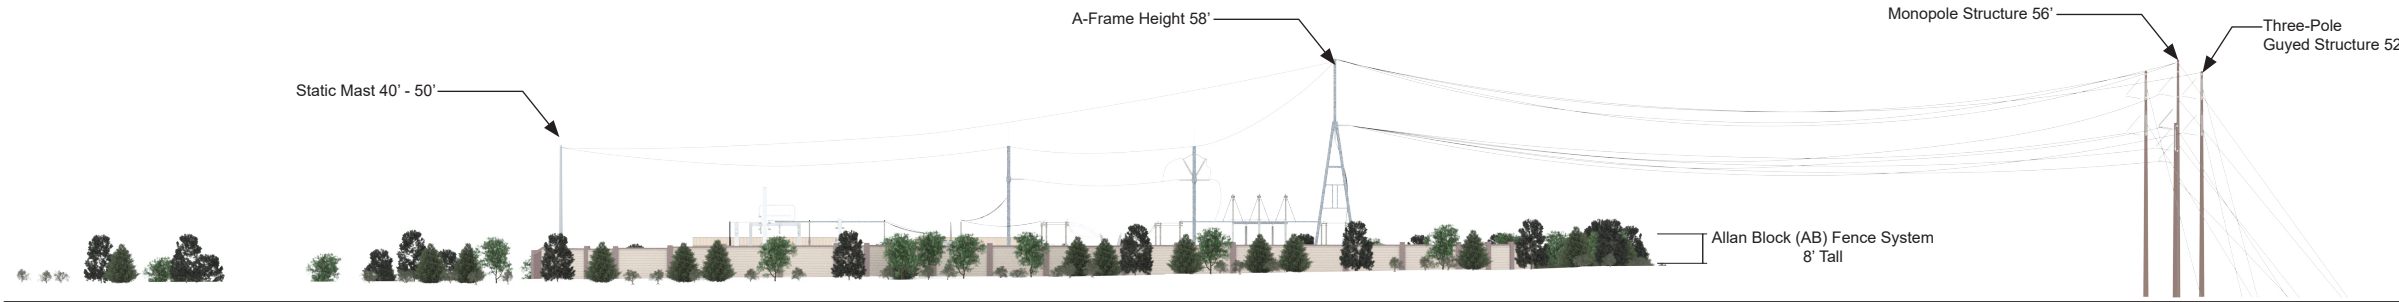 A-Frame Height 58’
Monopole Structure 56’
Three-Pole
Guyed Structure 52
Static Mast 40’ - 50’
Allan Block (AB) Fence System
8’ Tall